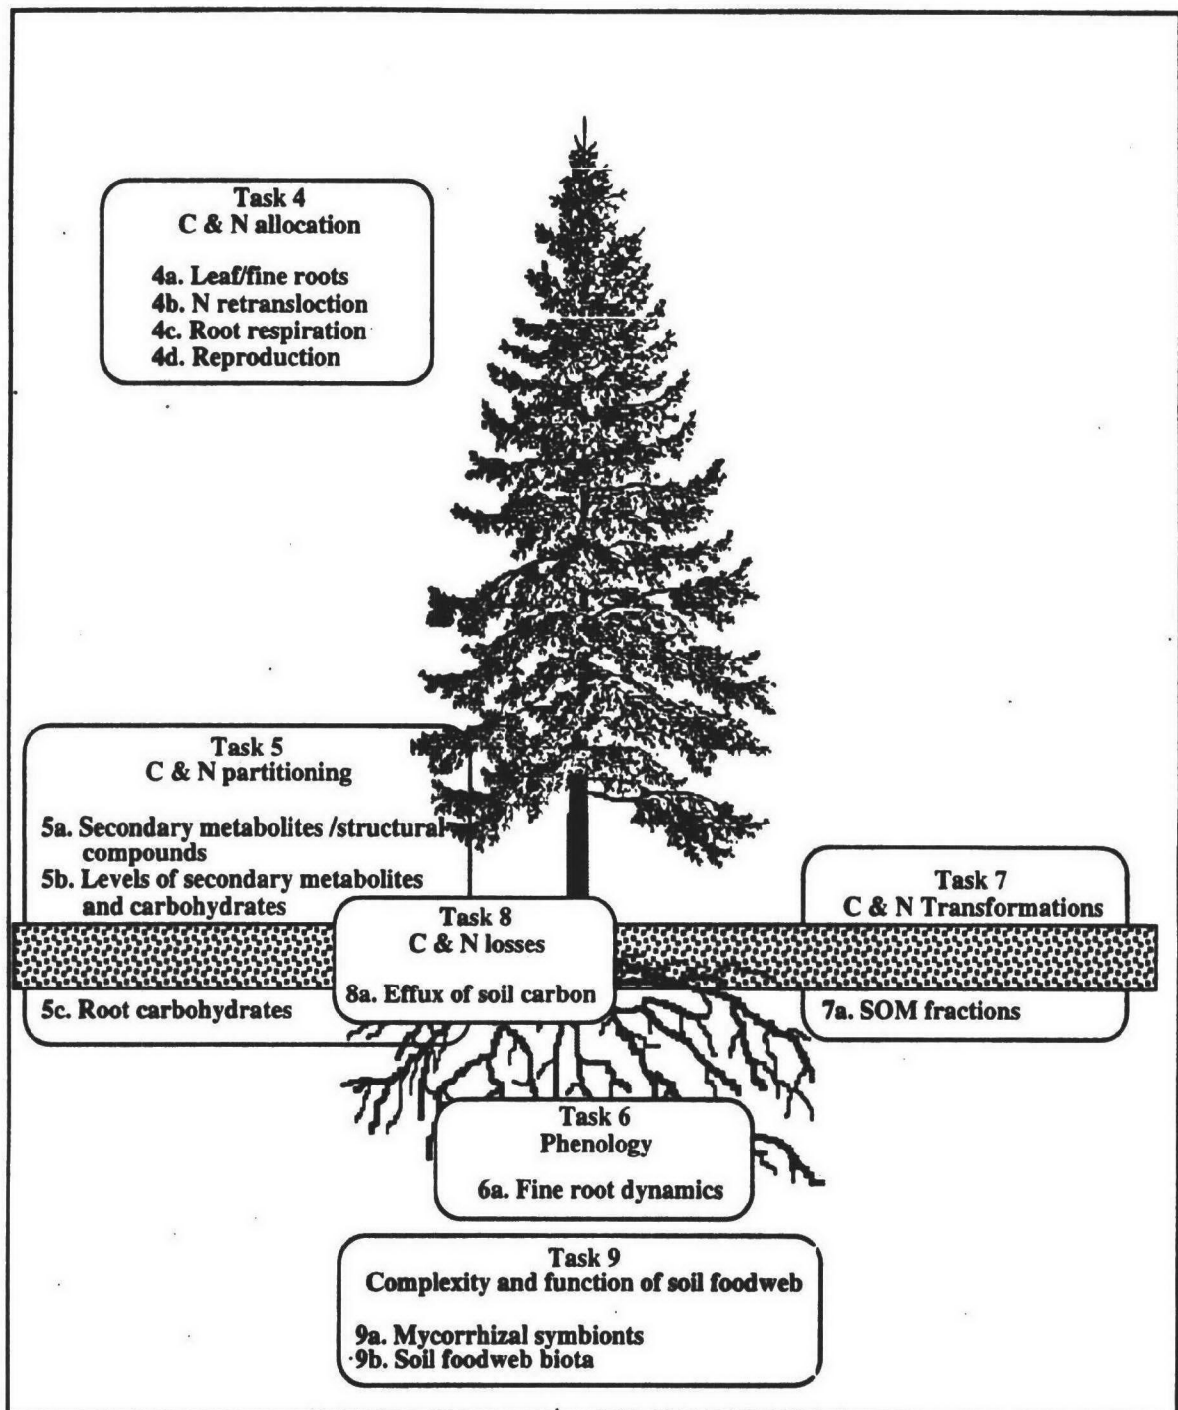 Task 4
C & N allocation
4a. Leaf/fine roots
4b. N retransloction
4c. Root respiration
4d. Reproduction
Task 5
C & N partitioning
5a. Secondary metabolites /structural
compounds
5b. Levels of secondary metabolites
and carbohydrates
5c. Root carbohydrates
Task 8
C & N losses
8a. Effux of soil carbon
Task 7
C & N Transformations
7a. SOM fractions
Task 6
Phenology
6a. Fine root dynamics
Task 9
Complexity and function of soil foodweb
9a. Mycorrhizal symbionts
9b. Soil foodweb biota